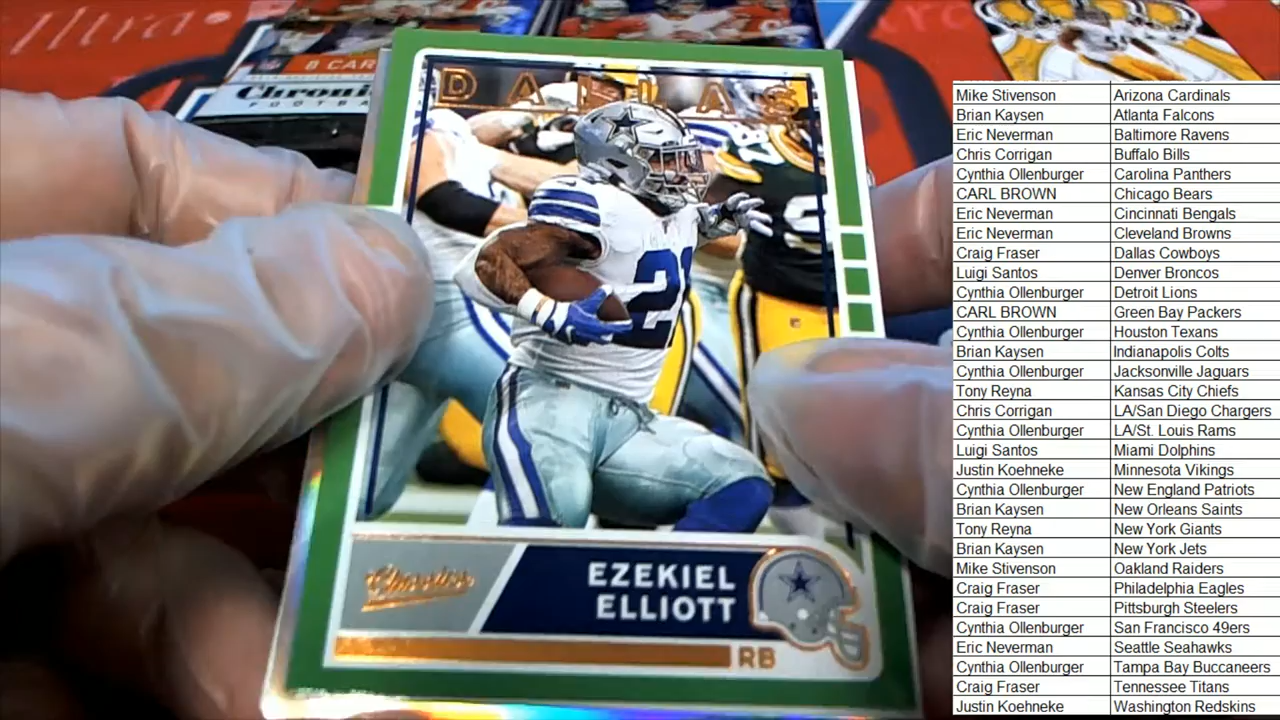 8 CAR
Chroni
FOOTBA
DALLAS
Classics
EZEKIEL
ELLIOTT
RB
Mike Stivenson Arizona Cardinals
Brian Kaysen Atlanta Falcons
Eric Neverman Baltimore Ravens
Chris Corrigan Buffalo Bills
Cynthia Ollenburger Carolina Panthers
CARL BROWN Chicago Bears
Eric Neverman Cincinnati Bengals
Eric Neverman Cleveland Browns
Craig Fraser Dallas Cowboys
Luigi Santos Denver Broncos
Cynthia Ollenburger Detroit Lions
CARL BROWN Green Bay Packers
Cynthia Ollenburger Houston Texans
Brian Kaysen Indianapolis Colts
Cynthia Ollenburger Jacksonville Jaguars
Tony Reyna Kansas City Chiefs
Chris Corrigan LA/San Diego Chargers
Cynthia Ollenburger LA/St. Louis Rams
Luigi Santos Miami Dolphins
Justin Koehneke Minnesota Vikings
Cynthia Ollenburger New England Patriots
Brian Kaysen New Orleans Saints
Tony Reyna New York Giants
Brian Kaysen New York Jets
Mike Stivenson Oakland Raiders
Craig Fraser Philadelphia Eagles
Craig Fraser Pittsburgh Steelers
Cynthia Ollenburger San Francisco 49ers
Eric Neverman Seattle Seahawks
Cynthia Ollenburger Tampa Bay Buccaneers
Craig Fraser Tennessee Titans
Justin Koehneke Washington Redskins